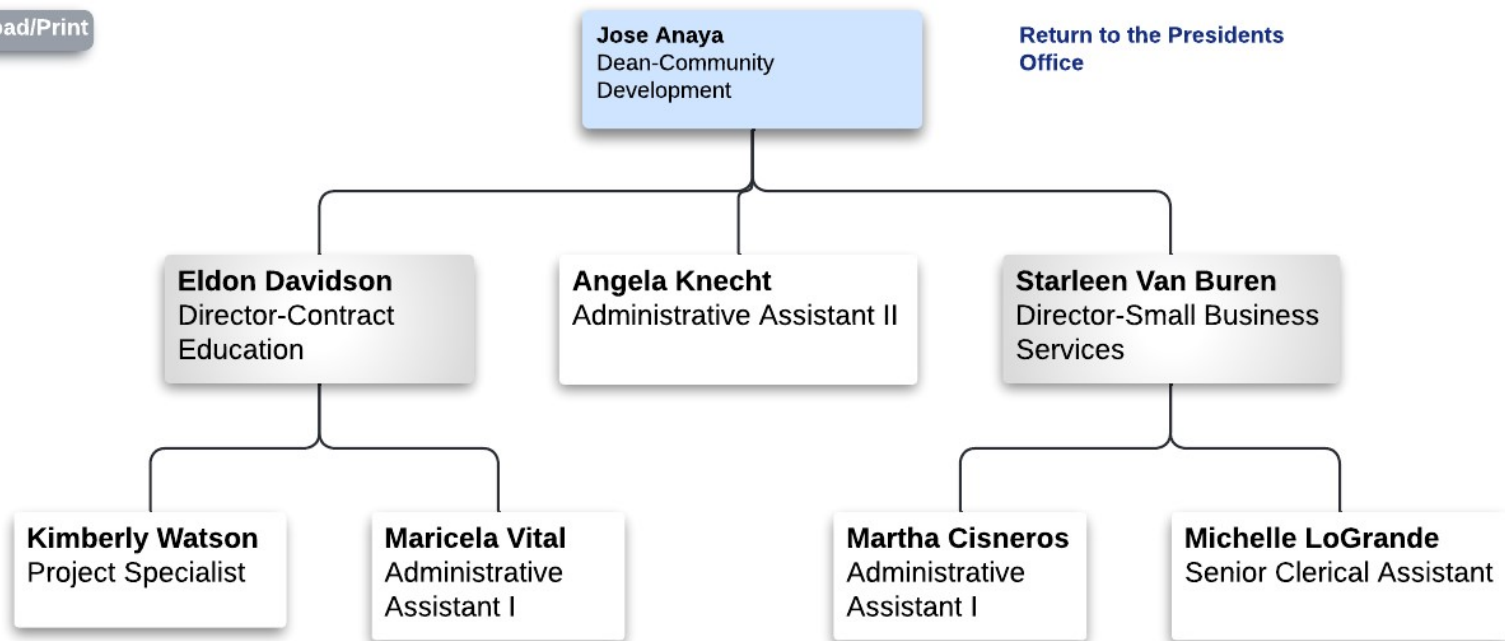 ad/Print
Jose Anaya
Dean-Community
Development
Return to the Presidents
Office
Eldon Davidson
Director-Contract
Education
Angela Knecht
Administrative Assistant II
Starleen Van Buren
Director-Small Business
Services
Kimberly Watson
Project Specialist
Maricela Vital
Administrative
Assistant I
Martha Cisneros
Administrative
Assistant I
Michelle LoGrande
Senior Clerical Assistant